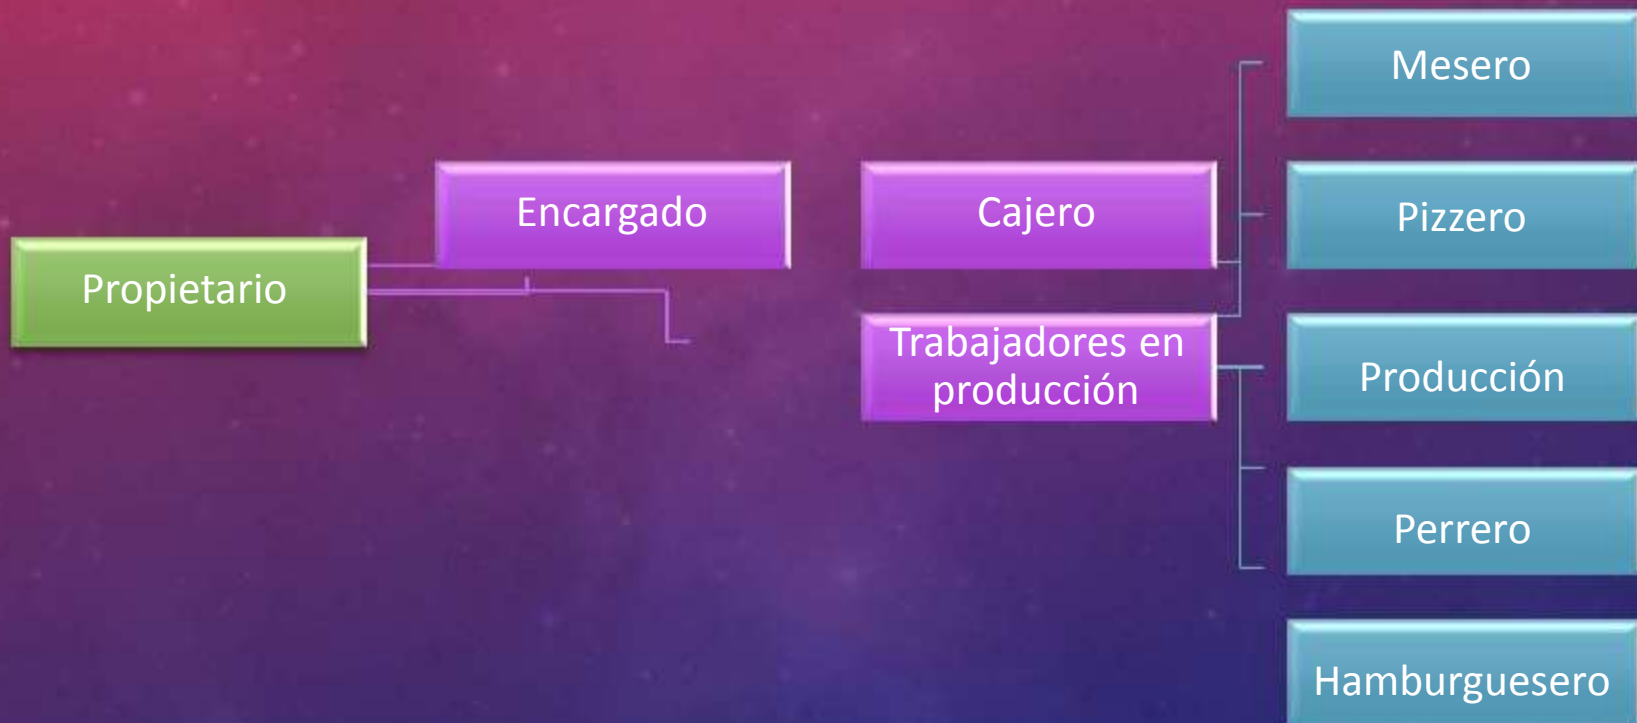 Propietario
Encargado
Cajero
Trabajadores en
producción
Mesero
Pizzero
Producción
Perrero
Hamburguesero